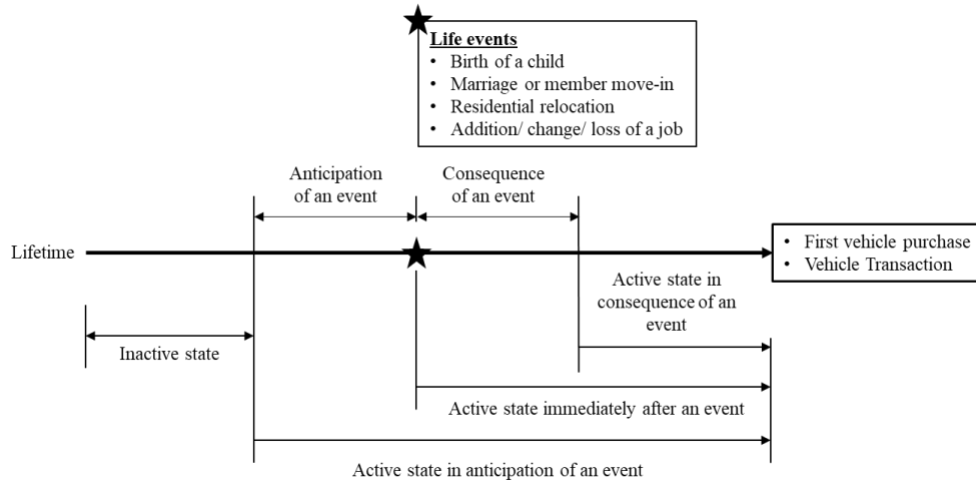 Life events
• Birth of a child
• Marriage or member move-in
• Residential relocation
• Addition/ change/ loss of a job
Anticipation
of an event
Consequence
of an event
Lifetime
• First vehicle purchase
• Vehicle Transaction
Active state in
consequence of an
event
Inactive state
Active state immediately after an event
Active state in anticipation of an event